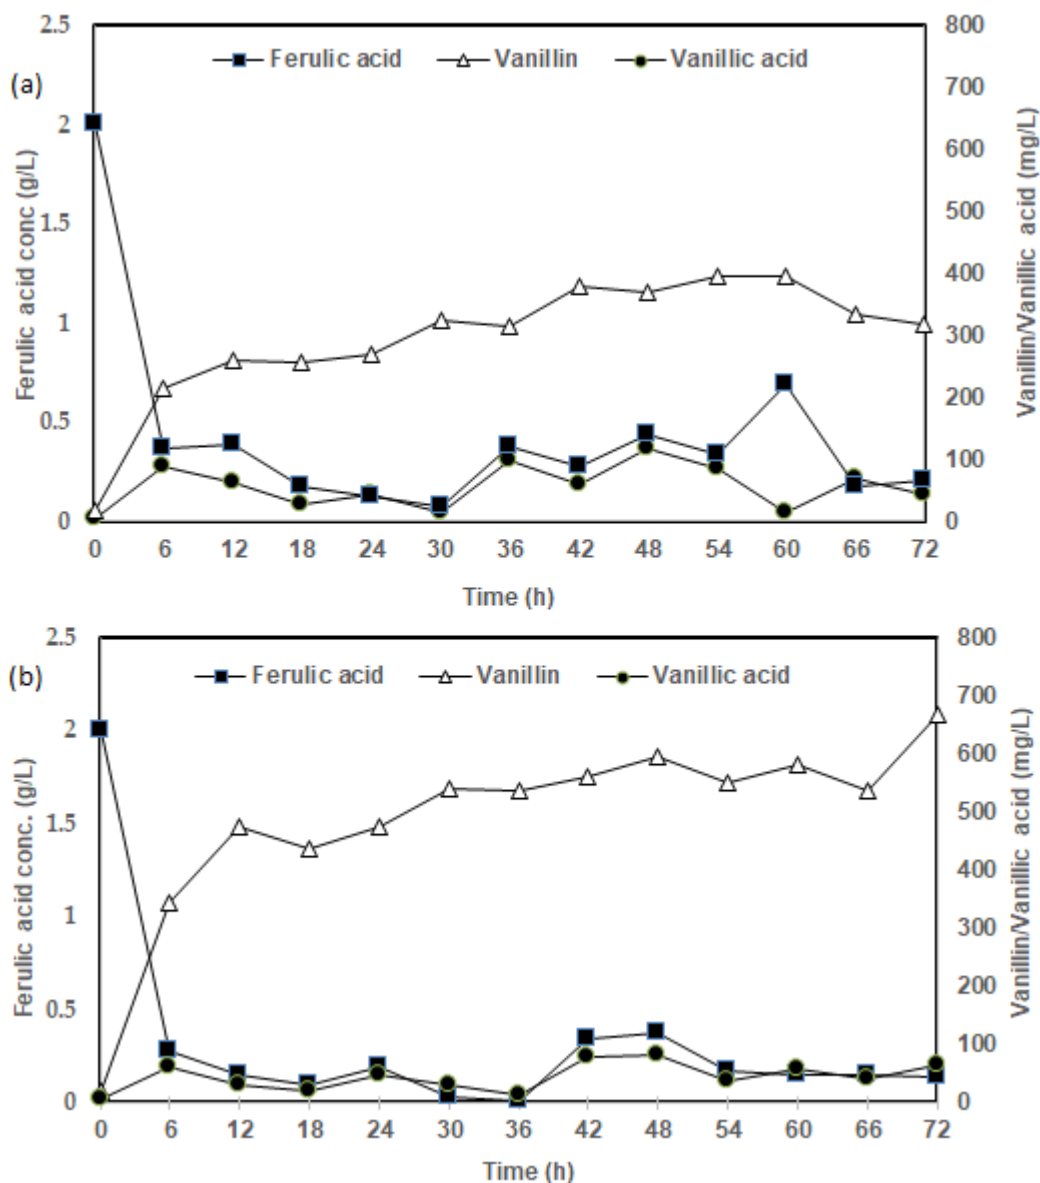 (a)
Ferulic acid Vanillin Vanillic acid
Ferulic acid conc (g/L)
2.5
2
1.5
1
0.5
0
800
700
600
500
400
300
200
100
0
Vanillin/Vanillic acid (mg/L)
0 6 12 18 24 30 36 42 48 54 60 66 72
Time (h)
(b)
Ferulic acid Vanillin Vanillic acid
Ferulic acid conc. (g/L)
2.5
2
1.5
1
0.5
0
800
700
600
500
400
300
200
100
0
Vanillin/Vanillic acid (mg/L)
0 6 12 18 24 30 36 42 48 54 60 66 72
Time (h)